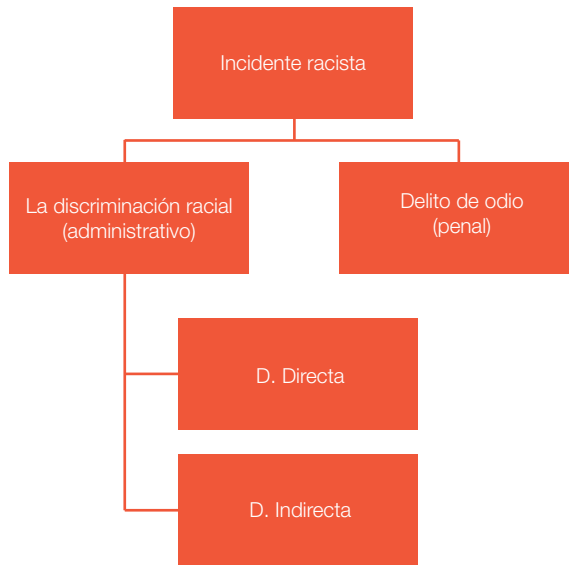 Incidente racista
La discriminación racial
(administrativo)
Delito de odio
(penal)
D. Directa
D. Indirecta